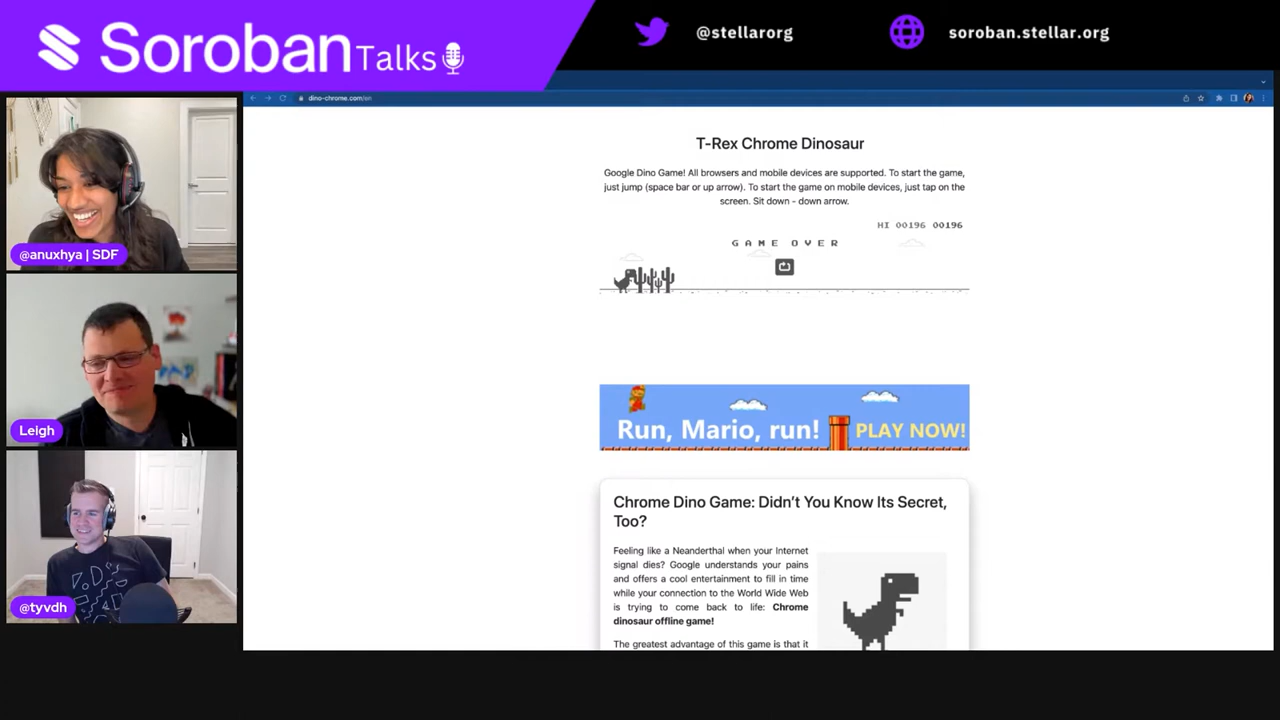 Soroban Talks
@stellarorg
soroban.stellar.org
dino-chrome.com/en
@anuxhya | SDF
Leigh
@tyvdh
T-Rex Chrome Dinosaur
Google Dino Game! All browsers and mobile devices are supported. To start the game,
just jump (space bar or up arrow). To start the game on mobile devices, just tap on the
screen. Sit down - down arrow.
HI 00196 00196
GAME OVER
Run, Mario, run! PLAY NOW!
Chrome Dino Game: Didn't You Know Its Secret,
Too?
Feeling like a Neanderthal when your Internet
signal dies? Google understands your pains
and offers a cool entertainment to fill in time
while your connection to the World Wide Web
is trying to come back to life: Chrome
dinosaur offline game!
The greatest advantage of this game is that it